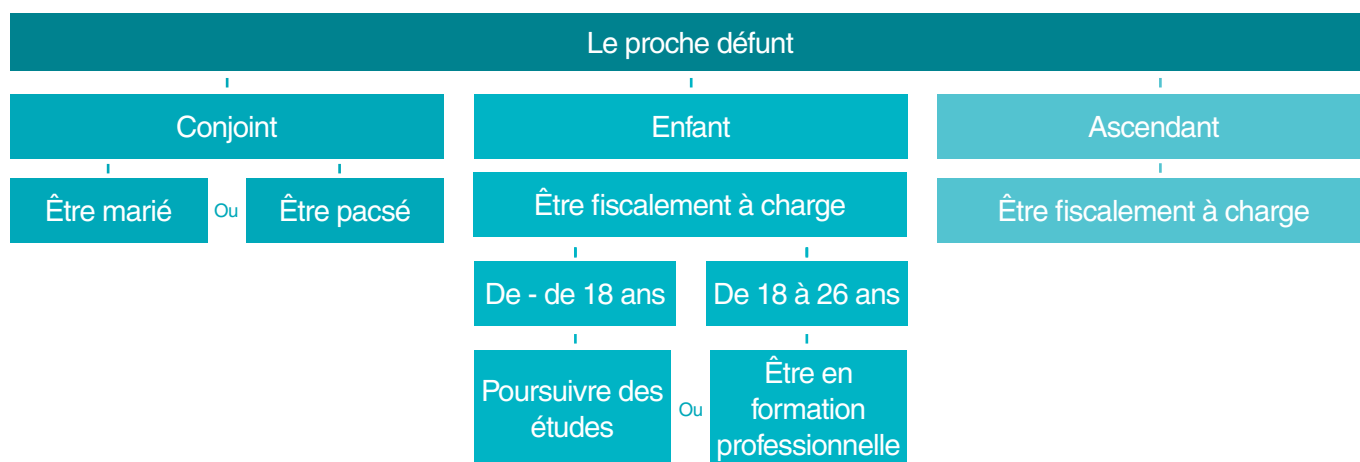 Le proche défunt
Conjoint
Enfant
Ascendant
Être marié
Ou
Être pacsé
Être fiscalement à charge
Être fiscalement à charge
De - de 18 ans
De 18 à 26 ans
Poursuivre des
études
Ou
Être en
formation
professionnelle